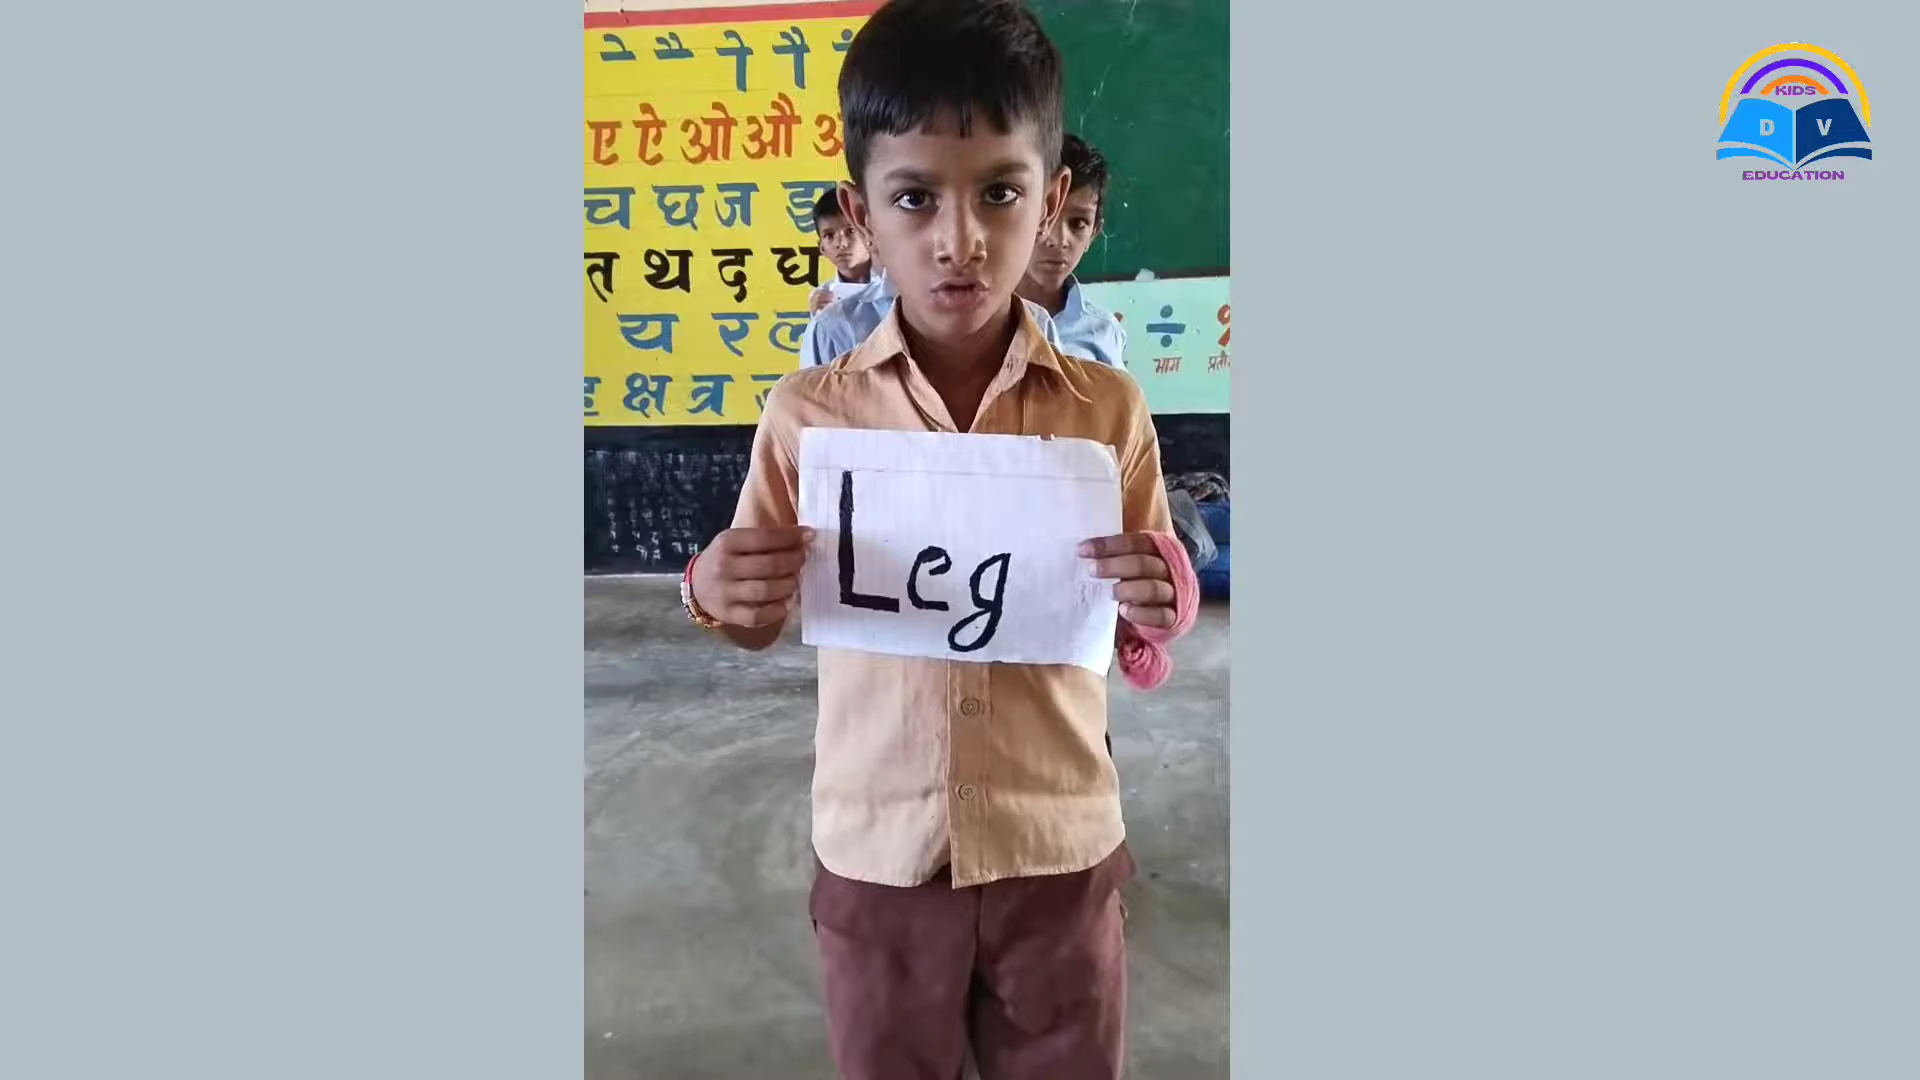 े ै ो ौ ं
ए ऐ ओ औ अ
च छ ज झ
त थ द ध
य र ल
ह क्ष त्र
÷
भाग
Leg
KIDS
D V
EDUCATION